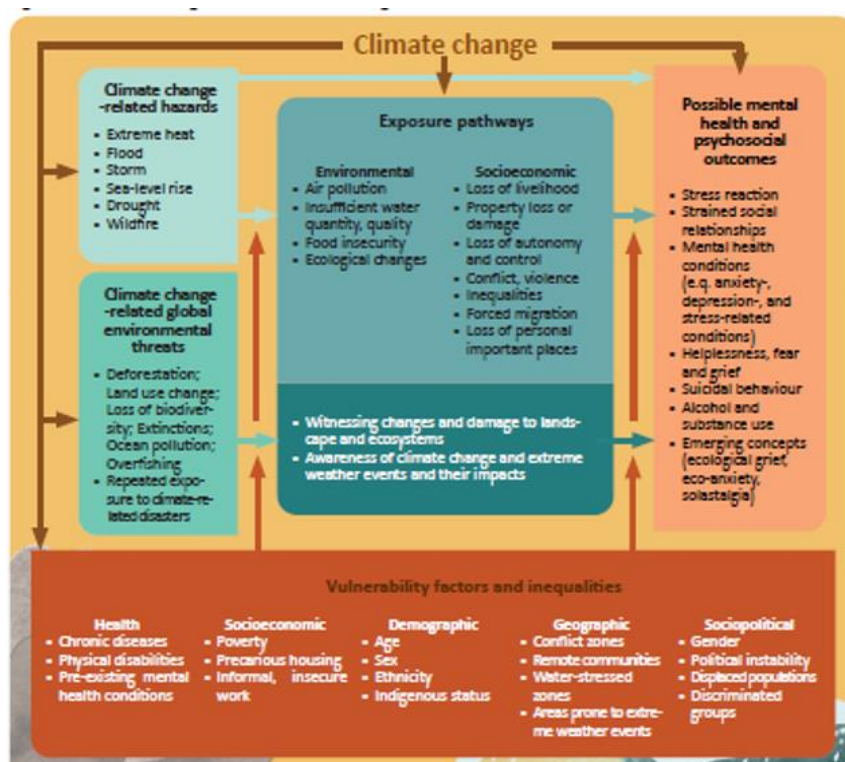 Climate change
Climate change
-related hazards
▪ Extreme heat
▪ Flood
▪ Storm
▪ Sea-level rise
▪ Drought
▪ Wildfire
Climate change
-related global
environmental
threats
▪ Deforestation;
Land use change;
Loss of biodiver-
sity; Extinctions;
Ocean pollution;
Overfishing
▪ Repeated expo-
sure to climate-re-
lated disasters
Exposure pathways
Environmental
▪ Air pollution
▪ Insufficient water
quantity, quality
▪ Food insecurity
▪ Ecological changes
Socioeconomic
▪ Loss of livelihood
▪ Property loss or
damage
▪ Loss of autonomy
and control
▪ Conflict, violence
▪ Inequalities
▪ Forced migration
▪ Loss of personal
important places
▪ Witnessing changes and damage to land-
scape and ecosystems
▪ Awareness of climate change and extreme
weather events and their impacts
Possible mental
health and
psychosocial
outcomes
▪ Stress reaction
▪ Strained social
relationships
▪ Mental health
conditions
(e.q. anxiety-,
depression-, and
stress-related
conditions)
▪ Helplessness, fear
and grief
▪ Suicidal behaviour
▪ Alcohol and
substance use
▪ Emerging concepts
(ecological grief,
eco-anxiety,
solastalgia)
Vulnerability factors and inequalities
Health
▪ Chronic diseases
▪ Physical disabilities
▪ Pre-existing mental
health conditions
Socioeconomic
▪ Poverty
▪ Precarious housing
▪ Informal, insecure
work
Demographic
▪ Age
▪ Sex
▪ Ethnicity
▪ Indigenous status
Geographic
▪ Conflict zones
▪ Remote communities
▪ Water-stressed
zones
▪ Areas prone to extre-
me weather events
Sociopolitical
▪ Gender
▪ Political instability
▪ Displaced populations
▪ Discriminated
groups